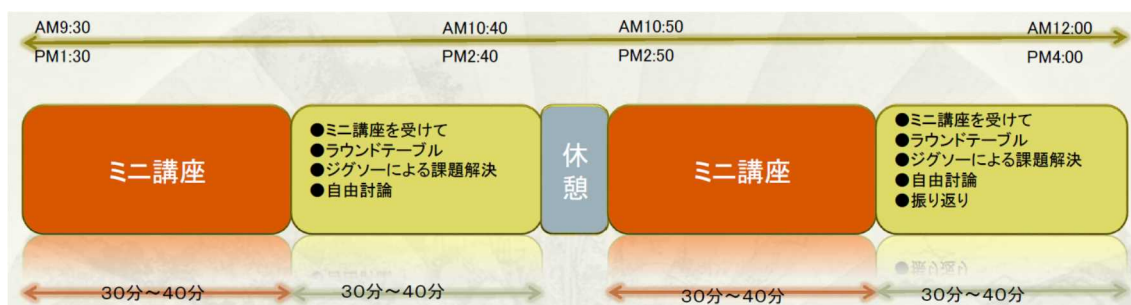 AM9:30 AM10:40 AM10:50 AM12:00
PM1:30 PM2:40 PM2:50 PM4:00
ミニ講座
●ミニ講座を受けて
●ラウンドテーブル
●ジグソーによる課題解決
●自由討論
休憩
ミニ講座
●ミニ講座を受けて
●ラウンドテーブル
●ジグソーによる課題解決
●自由討論
●振り返り
30分～40分 30分～40分 30分～40分 30分～40分